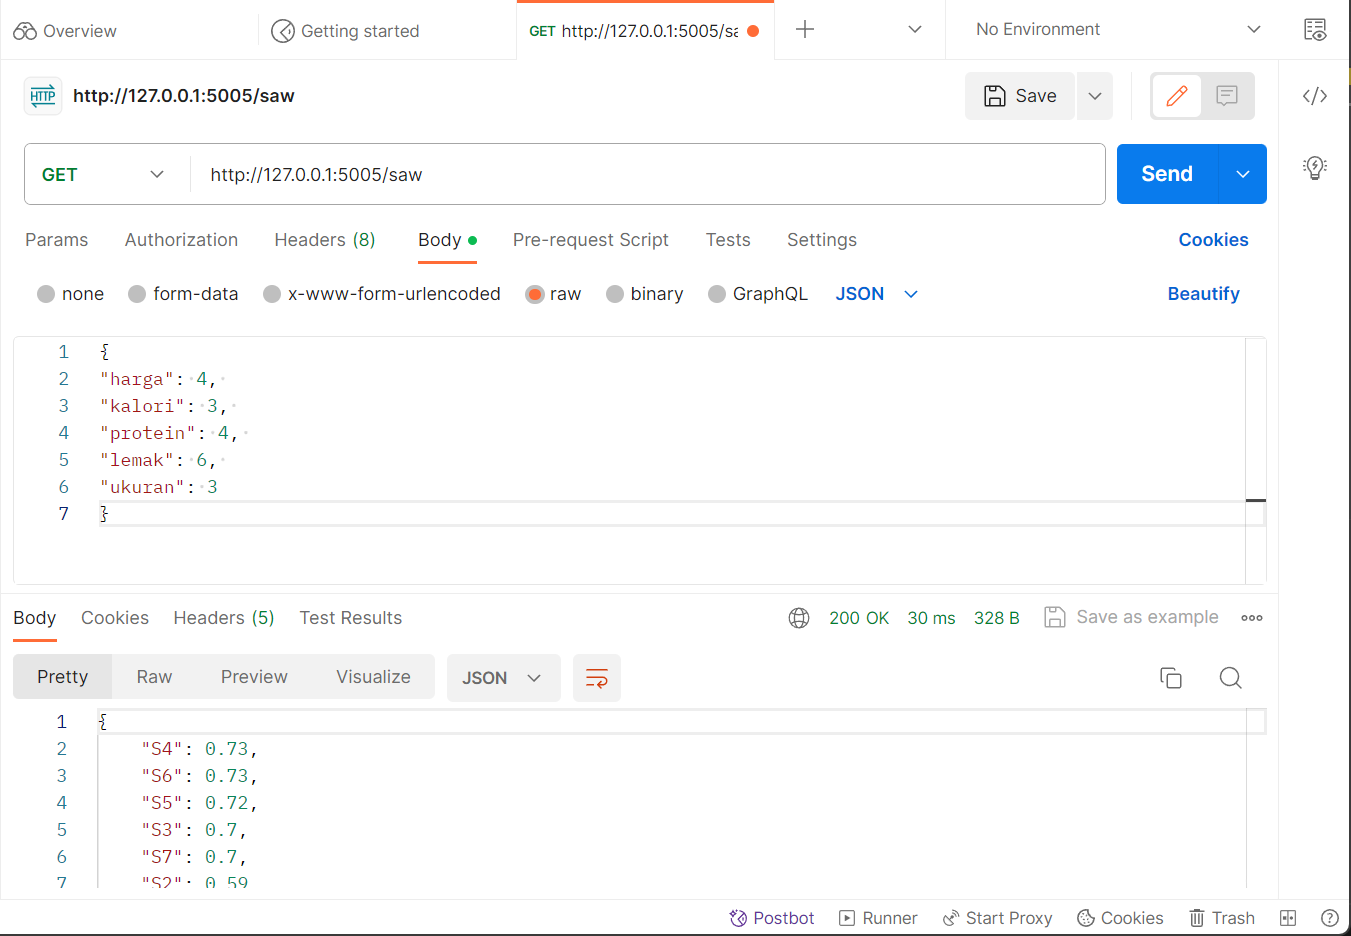 Overview
Getting started
GET http://127.0.0.1:5005/sa
No Environment
HTTP http://127.0.0.1:5005/saw
Save
GET http://127.0.0.1:5005/saw Send
Params Authorization Headers (8) Body Pre-request Script Tests Settings Cookies
none form-data x-www-form-urlencoded raw binary GraphQL JSON Beautify
1 {
2 "harga": 4,
3 "kalori": 3,
4 "protein": 4,
5 "lemak": 6,
6 "ukuran": 3
7 }
Body Cookies Headers (5) Test Results 200 OK 30 ms 328 B Save as example
Pretty Raw Preview Visualize JSON
1 {
2 "S4": 0.73,
3 "S6": 0.73,
4 "S5": 0.72,
5 "S3": 0.7,
6 "S7": 0.7,
7 "S2": 0.59
Postbot Runner Start Proxy Cookies Trash